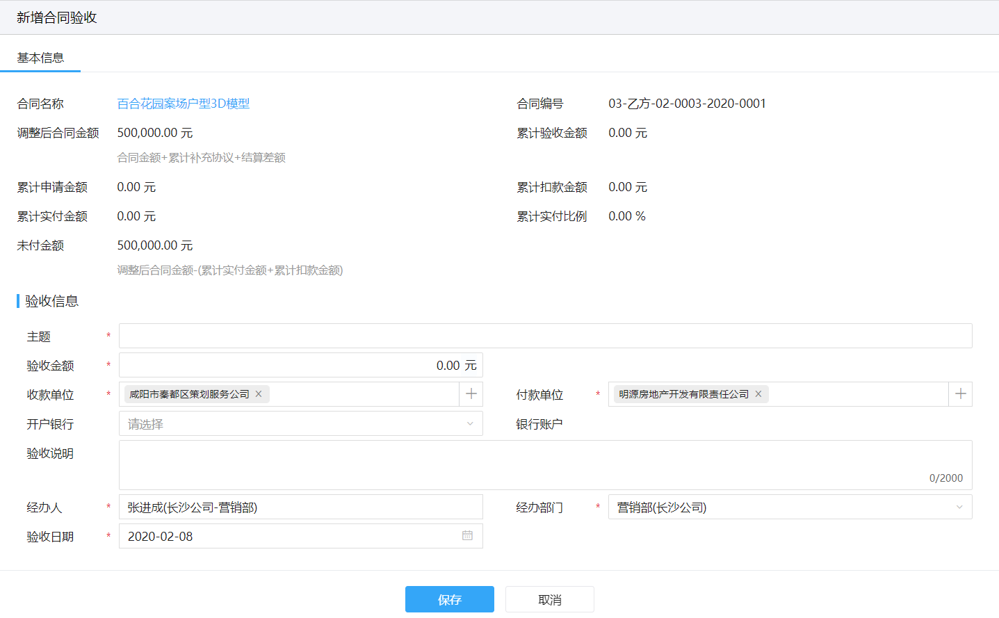 新增合同验收
基本信息
合同名称 百合花园案场户型3D模型 合同编号 03-乙方-02-0003-2020-0001
调整后合同金额 500,000.00 元 累计验收金额 0.00 元
合同金额+累计补充协议+结算差额
累计申请金额 0.00 元 累计扣款金额 0.00 元
累计实付金额 0.00 元 累计实付比例 0.00 %
未付金额 500,000.00 元
调整后合同金额-(累计实付金额+累计扣款金额)
验收信息
主题 *
验收金额 * 0.00 元
收款单位 * 咸阳市秦都区策划服务公司 × + 付款单位 * 明源房地产开发有限责任公司 × +
开户银行 请选择 银行账户
验收说明
0/2000
经办人 * 张进成(长沙公司-营销部) 经办部门 * 营销部(长沙公司)
验收日期 * 2020-02-08
保存 取消